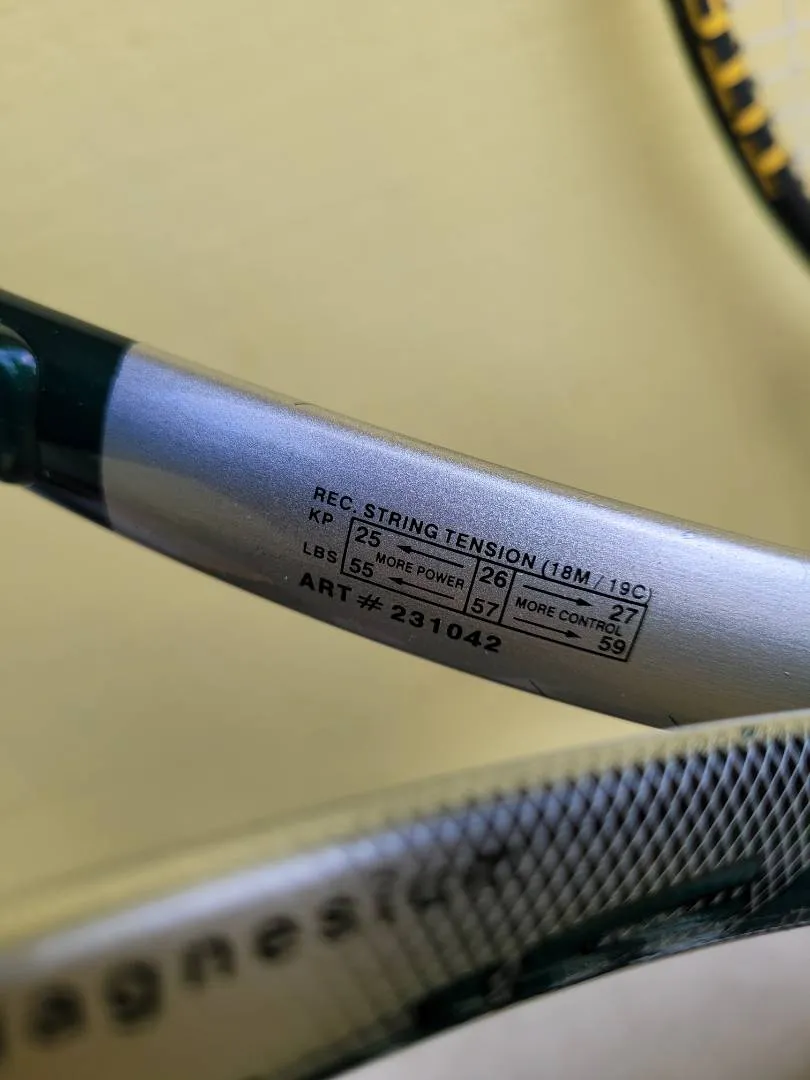 REC. STRING TENSION (18M / 19C)
KP 25 MORE POWER 26 MORE CONTROL 27
LBS 55 57 59
ART # 231042
agnesium